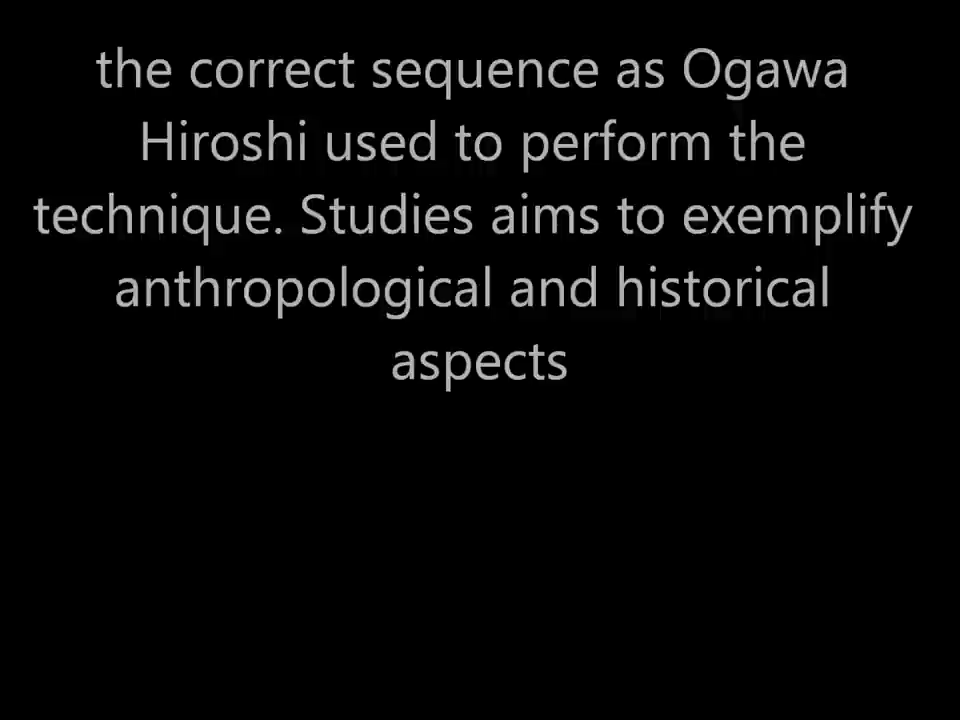 the correct sequence as Ogawa
Hiroshi used to perform the
technique. Studies aims to exemplify
anthropological and historical
aspects